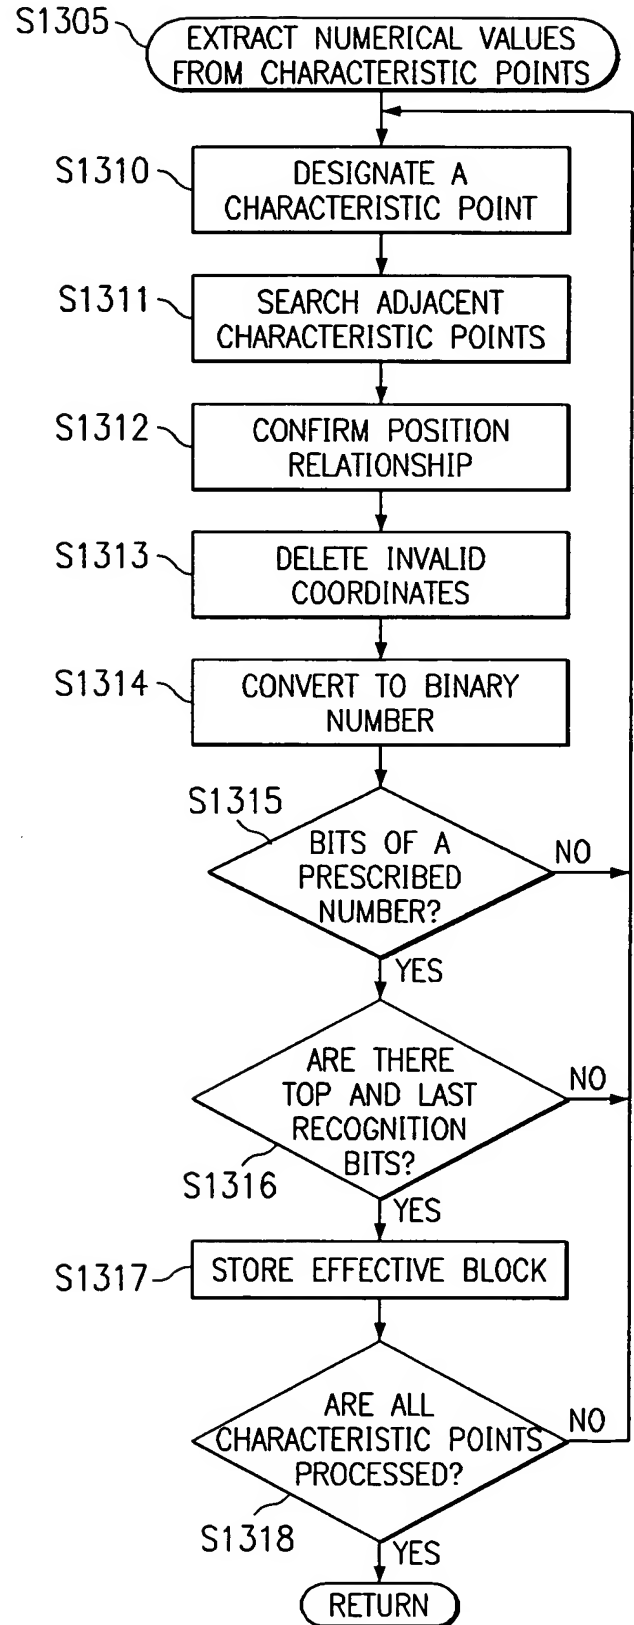 S1305
EXTRACT NUMERICAL VALUES
FROM CHARACTERISTIC POINTS
S1310
DESIGNATE A
CHARACTERISTIC POINT
S1311
SEARCH ADJACENT
CHARACTERISTIC POINTS
S1312
CONFIRM POSITION
RELATIONSHIP
S1313
DELETE INVALID
COORDINATES
S1314
CONVERT TO BINARY
NUMBER
S1315
BITS OF A
PRESCRIBED
NUMBER?
NO
YES
ARE THERE
TOP AND LAST
RECOGNITION
BITS?
NO
S1316
YES
S1317
STORE EFFECTIVE BLOCK
ARE ALL
CHARACTERISTIC POINTS
PROCESSED?
NO
S1318
YES
RETURN